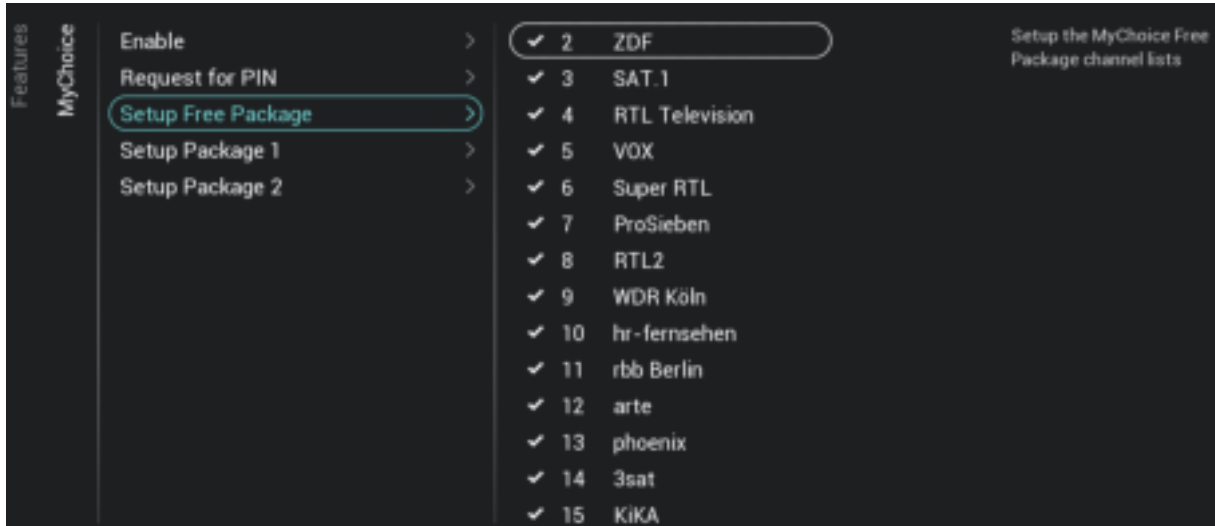 Features
MyChoice
Enable
Request for PIN
Setup Free Package
Setup Package 1
Setup Package 2
✔ 2 ZDF
✔ 3 SAT.1
✔ 4 RTL Television
✔ 5 VOX
✔ 6 Super RTL
✔ 7 ProSieben
✔ 8 RTL2
✔ 9 WDR Köln
✔ 10 hr-fernsehen
✔ 11 rbb Berlin
✔ 12 arte
✔ 13 phoenix
✔ 14 3sat
✔ 15 KiKA
Setup the MyChoice Free
Package channel lists